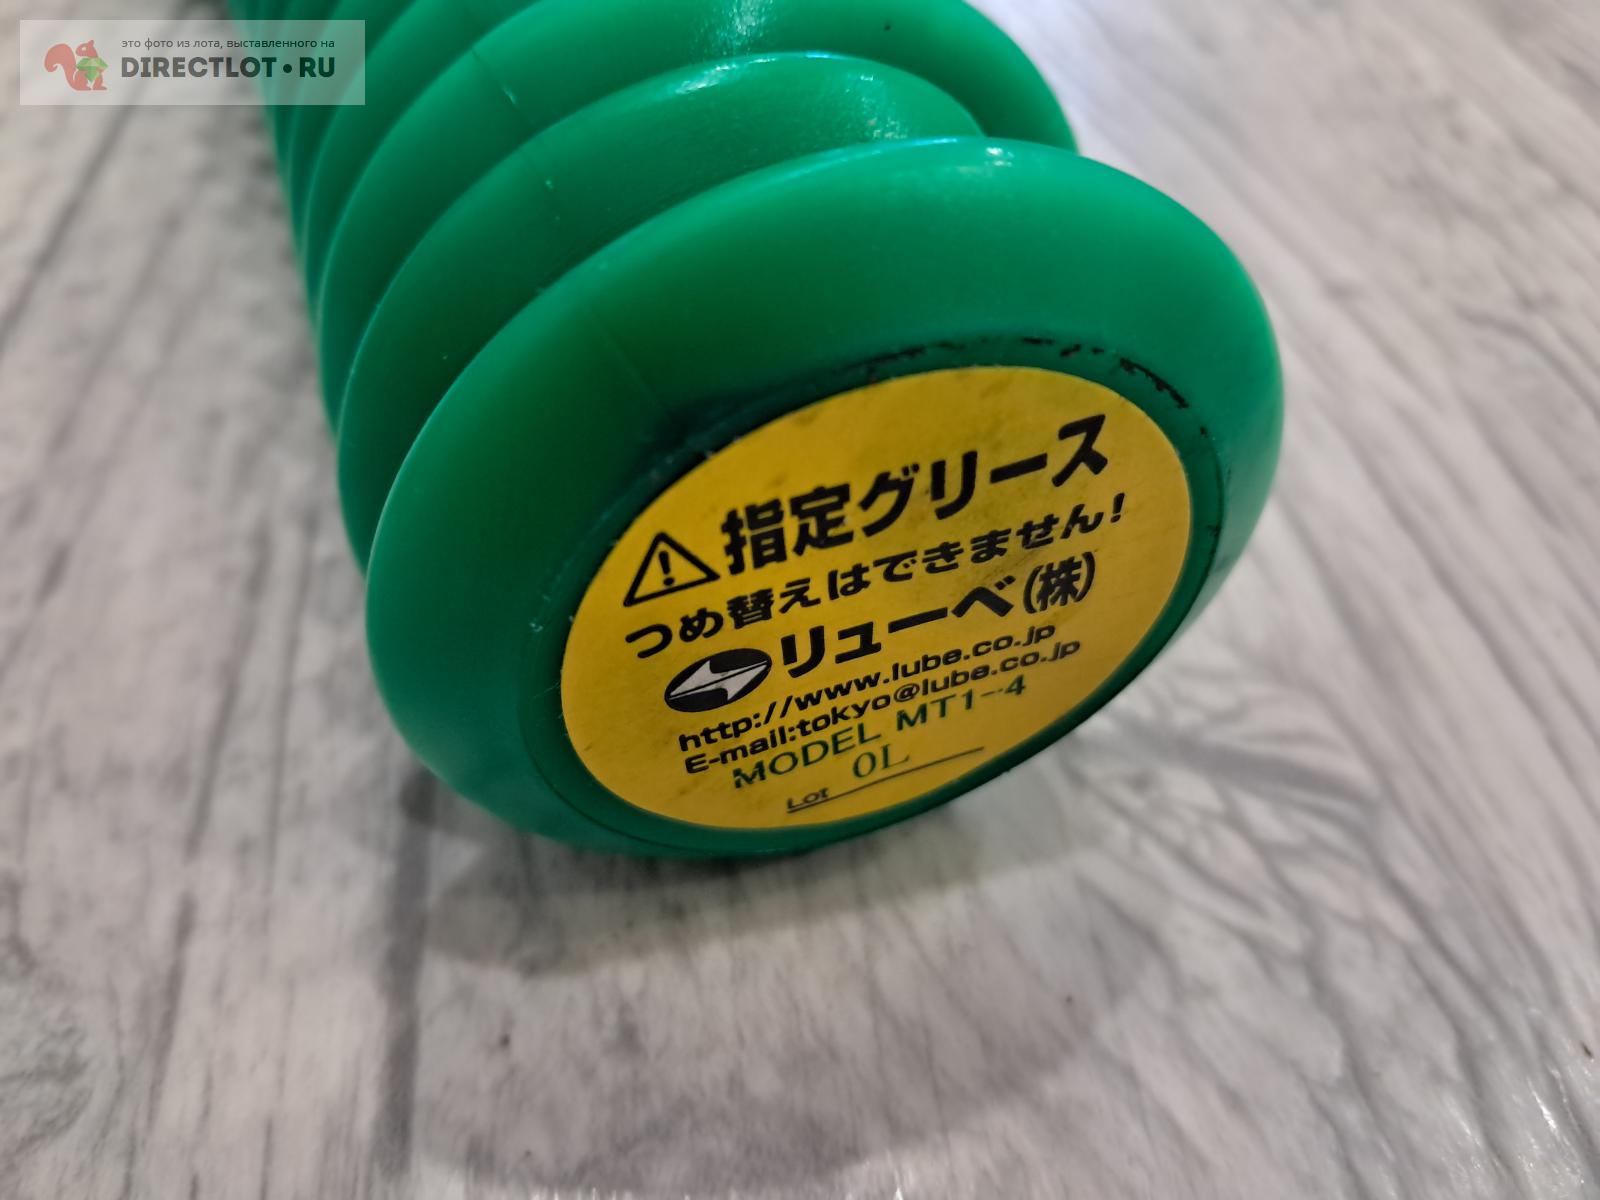 это фото из лота, выставленного на
DIRECTLOT•RU
指定グリース
つめ替えはできません!
リューベ(株)
http://www.lube.co.jp
E-mail:tokyo@lube.co.jp
MODEL MT1-4
Lot 0L